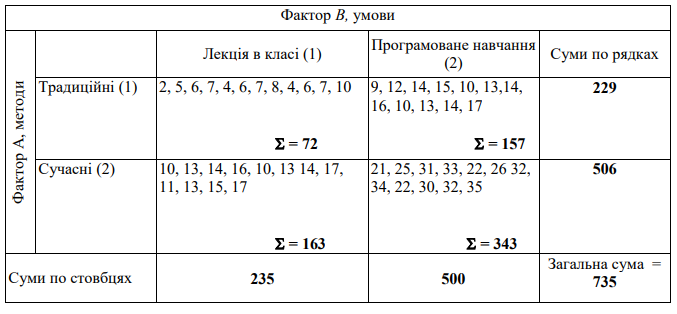 Фактор В, умови
Фактор А, методи
Лекція в класі (1)
Програмоване навчання
(2)
Суми по рядках
Традиційні (1)
2, 5, 6, 7, 4, 6, 7, 8, 4, 6, 7, 10
Σ = 72
9, 12, 14, 15, 10, 13,14,
16, 10, 13, 14, 17
Σ = 157
229
Сучасні (2)
10, 13, 14, 16, 10, 13 14, 17,
11, 13, 15, 17
Σ = 163
21, 25, 31, 33, 22, 26 32,
34, 22, 30, 32, 35
Σ = 343
506
Суми по стовбцях
235
500
Загальна сума =
735